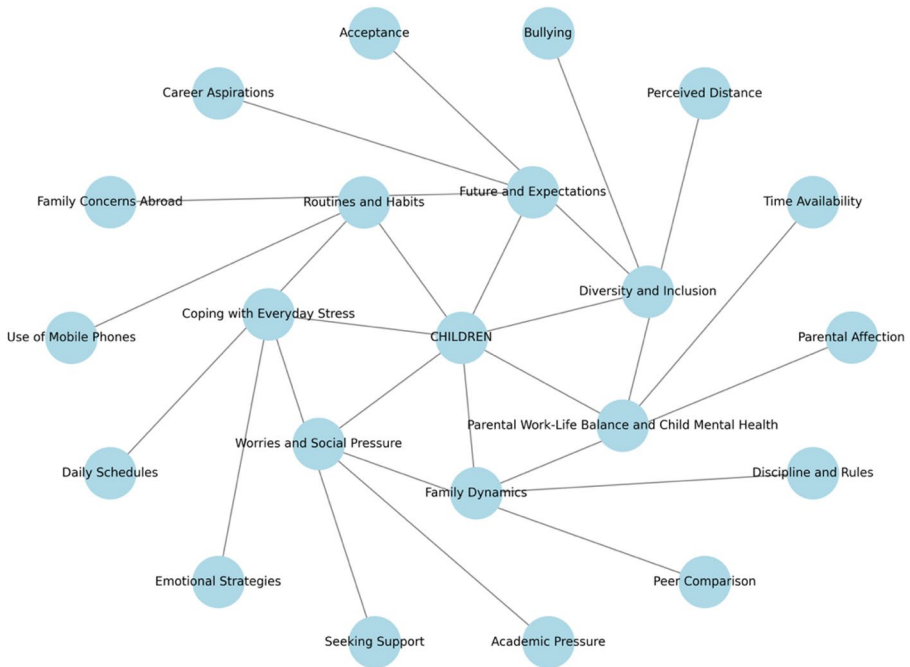 Acceptance
Bullying
Career Aspirations
Perceived Distance
Future and Expectations
Family Concerns Abroad
Routines and Habits
Time Availability
Diversity and Inclusion
Coping with Everyday Stress
Use of Mobile Phones
CHILDREN
Parental Affection
Parental Work-Life Balance and Child Mental Health
Worries and Social Pressure
Daily Schedules
Family Dynamics
Discipline and Rules
Emotional Strategies
Peer Comparison
Seeking Support
Academic Pressure